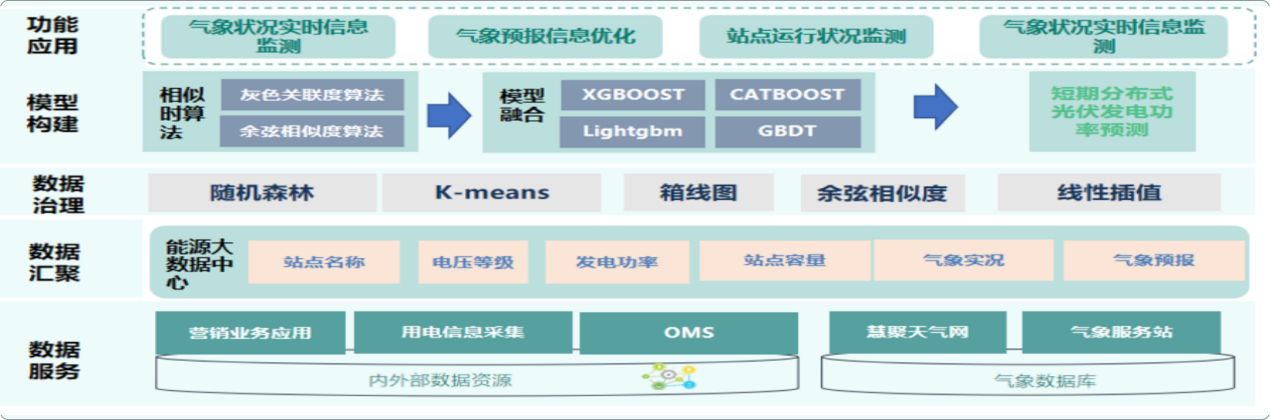 功能
应用
气象状况实时信息
监测
气象预报信息优化
站点运行状况监测
气象状况实时信息监
测
模型
构建
相似
时算
法
灰色关联度算法
余弦相似度算法
模型
融合
XGBOOST
CATBOOST
Lightgbm
GBDT
短期分布式
光伏发电功
率预测
数据
治理
随机森林
K-means
箱线图
余弦相似度
线性插值
数据
汇聚
能源大
数据中
心
站点名称
电压等级
发电功率
站点容量
气象实况
气象预报
数据
服务
营销业务应用
用电信息采集
OMS
慧聚天气网
气象服务站
内外部数据资源
气象数据库